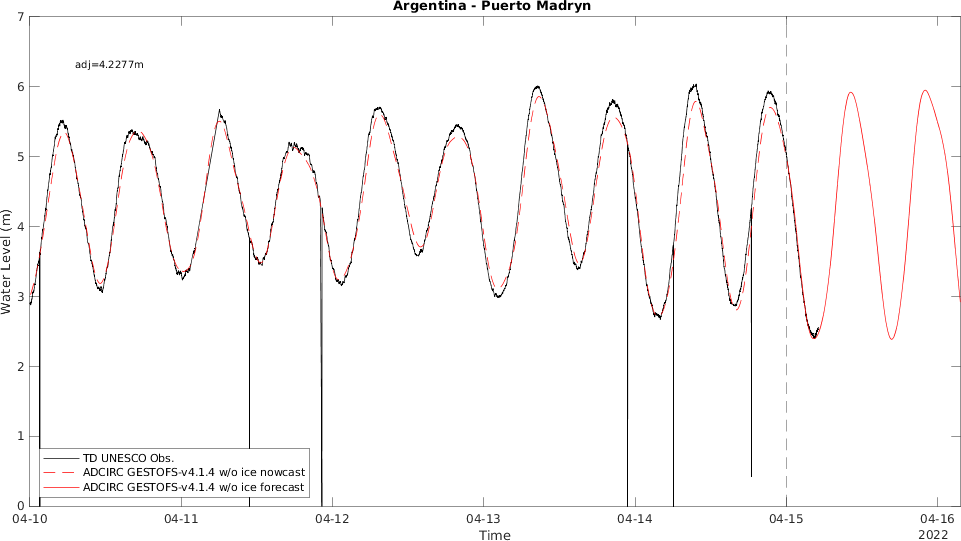 Argentina - Puerto Madryn
adj=4.2277m
Water Level (m)
7
6
5
4
3
2
1
0
TD UNESCO Obs.
ADCIRC GESTOFS-v4.1.4 w/o ice nowcast
ADCIRC GESTOFS-v4.1.4 w/o ice forecast
04-10 04-11 04-12 04-13 04-14 04-15 04-16
Time
2022